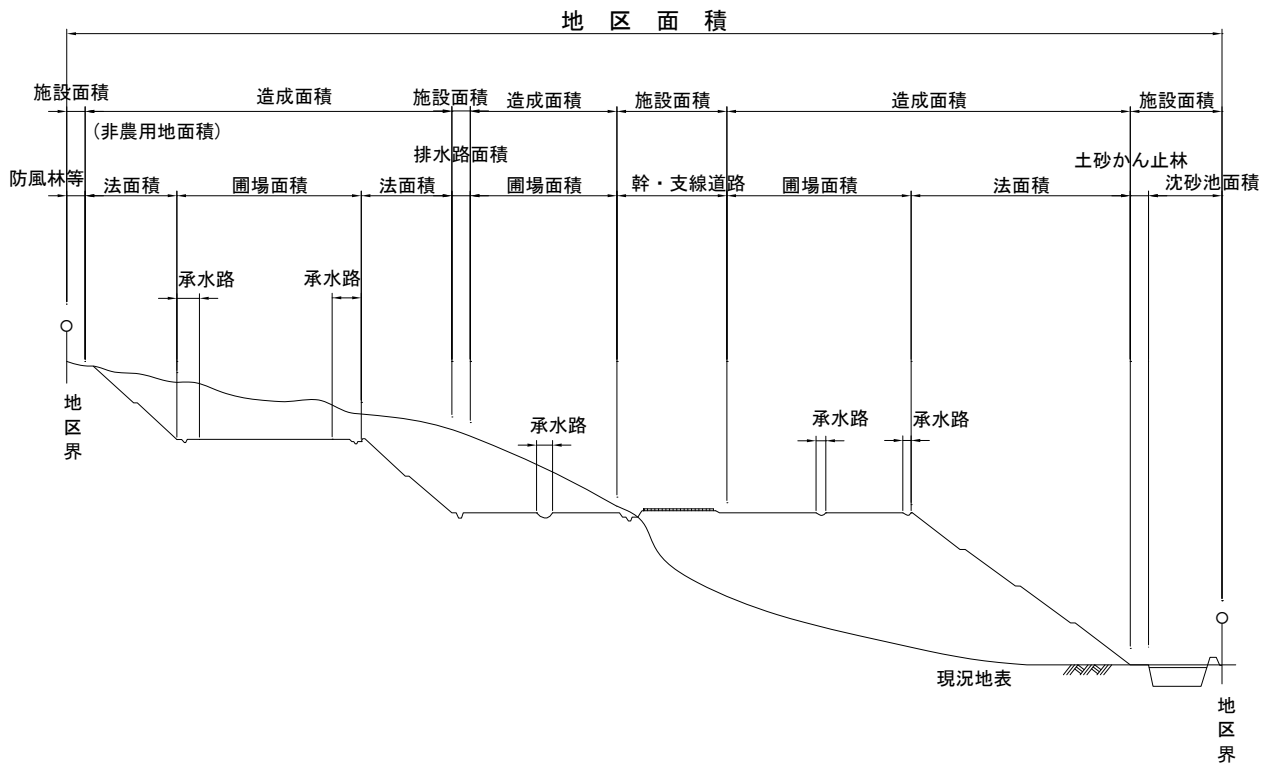 地 区 面 積
施設面積
造成面積
施設面積
造成面積
施設面積
造成面積
施設面積
(非農用地面積)
排水路面積
土砂かん止林
防風林等
法面積
圃場面積
法面積
圃場面積
幹・支線道路
圃場面積
法面積
沈砂池面積
承水路
承水路
地区界
承水路
承水路
承水路
現況地表
地区界